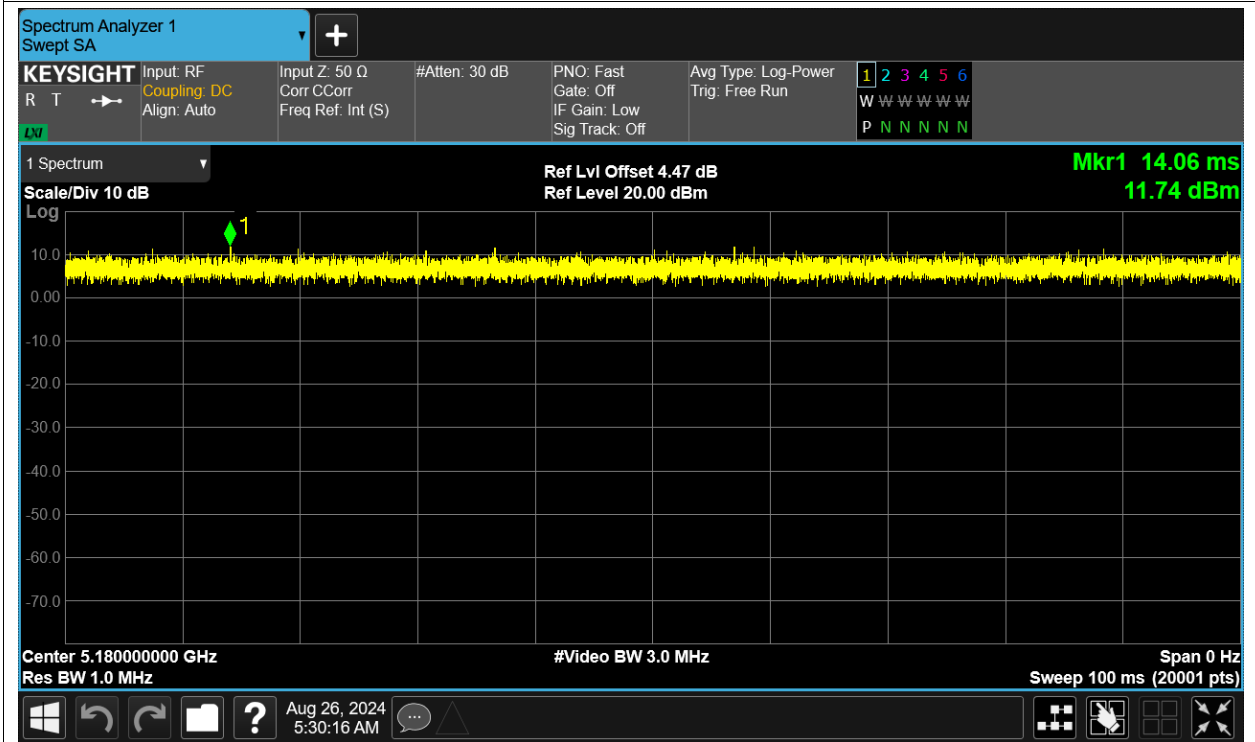 Spectrum Analyzer 1
Swept SA
KEYSIGHT
R T
LXI
Input: RF
Coupling: DC
Align: Auto
Input Z: 50 Ω
Corr CCorr
Freq Ref: Int (S)
#Atten: 30 dB
PNO: Fast
Gate: Off
IF Gain: Low
Sig Track: Off
Avg Type: Log-Power
Trig: Free Run
1 2 3 4 5 6
W W W W W W
P N N N N N
1 Spectrum
Scale/Div 10 dB
Ref Lvl Offset 4.47 dB
Ref Level 20.00 dBm
Mkr1 14.06 ms
11.74 dBm
Log
1
10.0
0.00
-10.0
-20.0
-30.0
-40.0
-50.0
-60.0
-70.0
Center 5.180000000 GHz
#Video BW 3.0 MHz
Span 0 Hz
Res BW 1.0 MHz
Sweep 100 ms (20001 pts)
?
Aug 26, 2024
5:30:16 AM